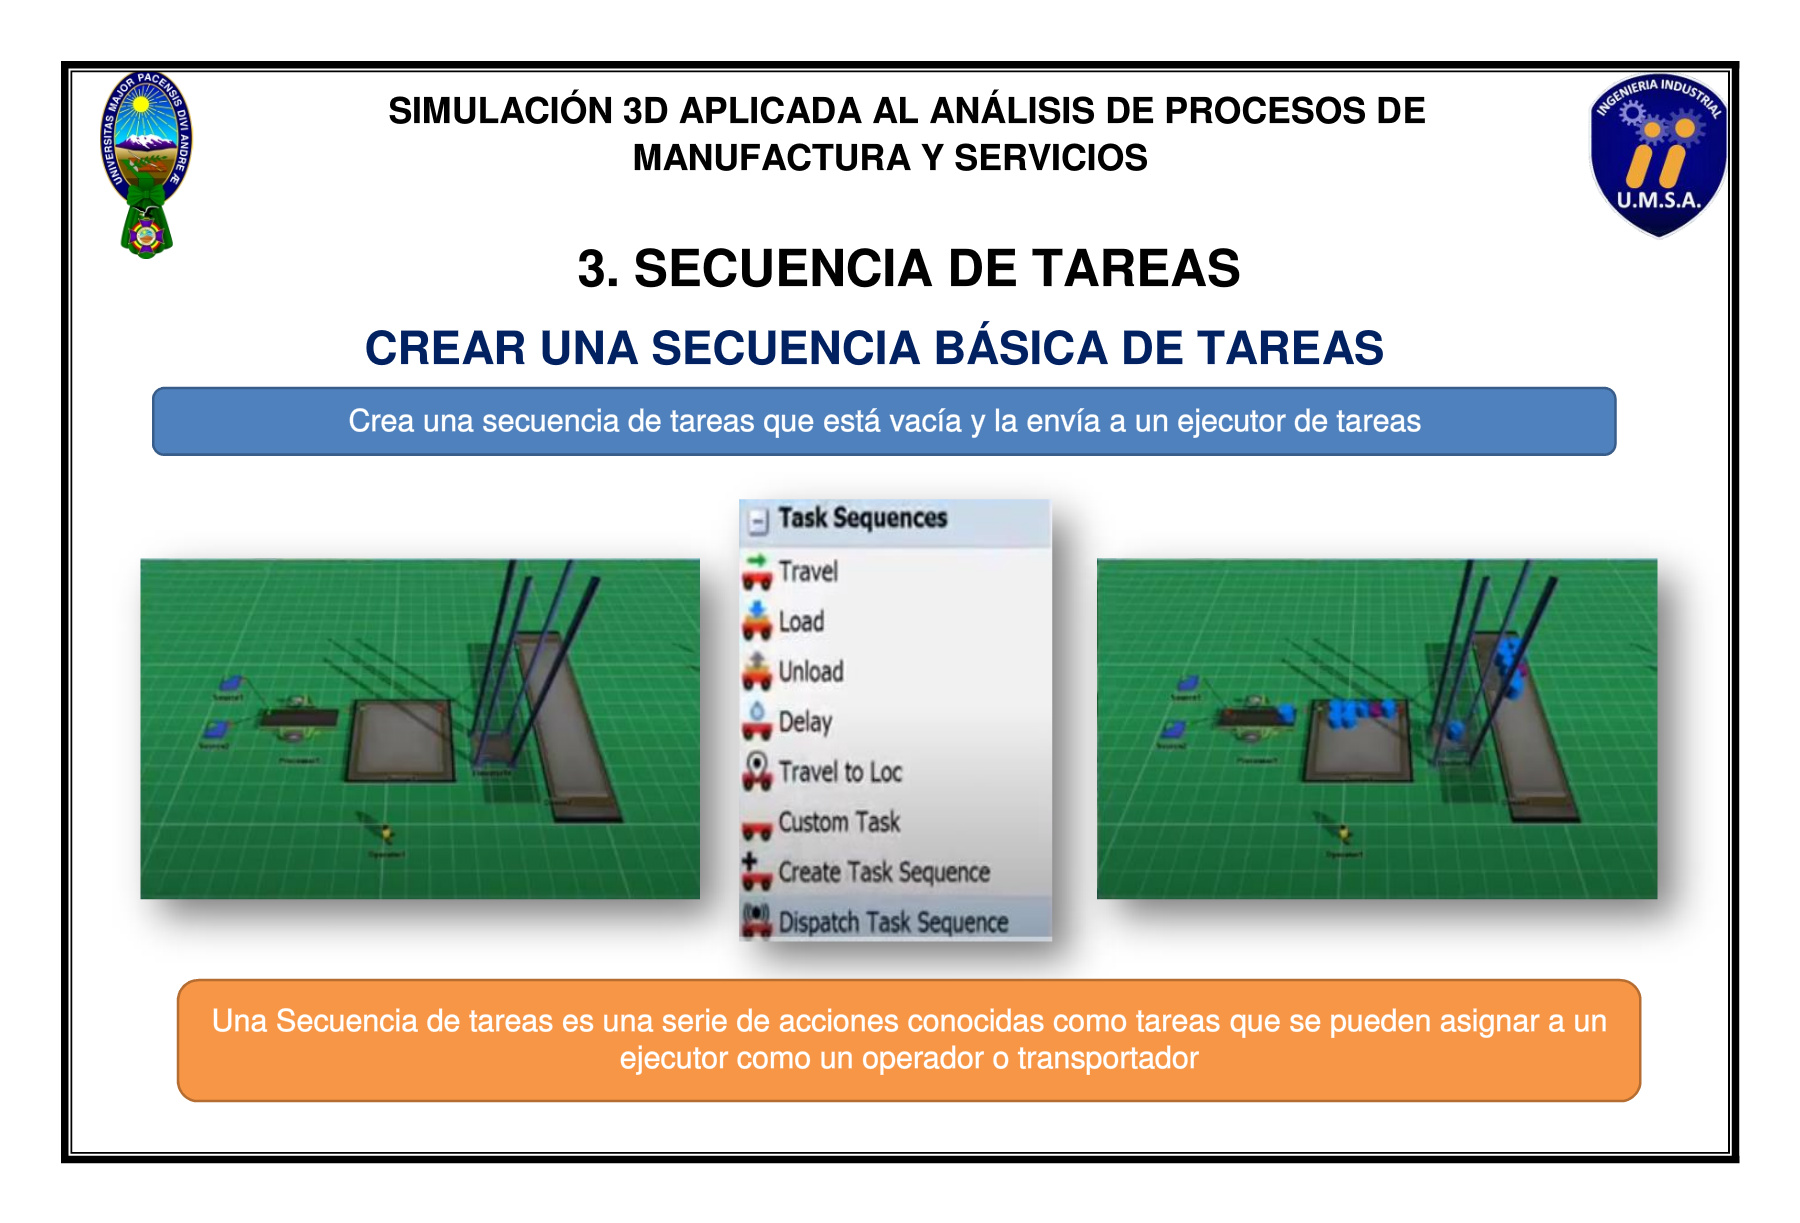 UNIVERSITAS MAJOR PACENSIS DIVI ANDRE Æ
INGENIERIA INDUSTRIAL
U.M.S.A.
SIMULACIÓN 3D APLICADA AL ANÁLISIS DE PROCESOS DE
MANUFACTURA Y SERVICIOS
3. SECUENCIA DE TAREAS
CREAR UNA SECUENCIA BÁSICA DE TAREAS
Crea una secuencia de tareas que está vacía y la envía a un ejecutor de tareas
Task Sequences
Travel
Load
Unload
Delay
Travel to Loc
Custom Task
Create Task Sequence
Dispatch Task Sequence
Una Secuencia de tareas es una serie de acciones conocidas como tareas que se pueden asignar a un
ejecutor como un operador o transportador